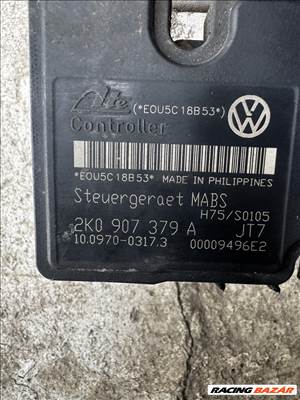 Ate (*E0U5C18B53*)
Controller
*E0U5C18B53* MADE IN PHILIPPINES
Steuergeraet MABS
H75/S0105
2K0 907 379 A JT7
10.0970-0317.3 00009496E2
RACING BAZÁR